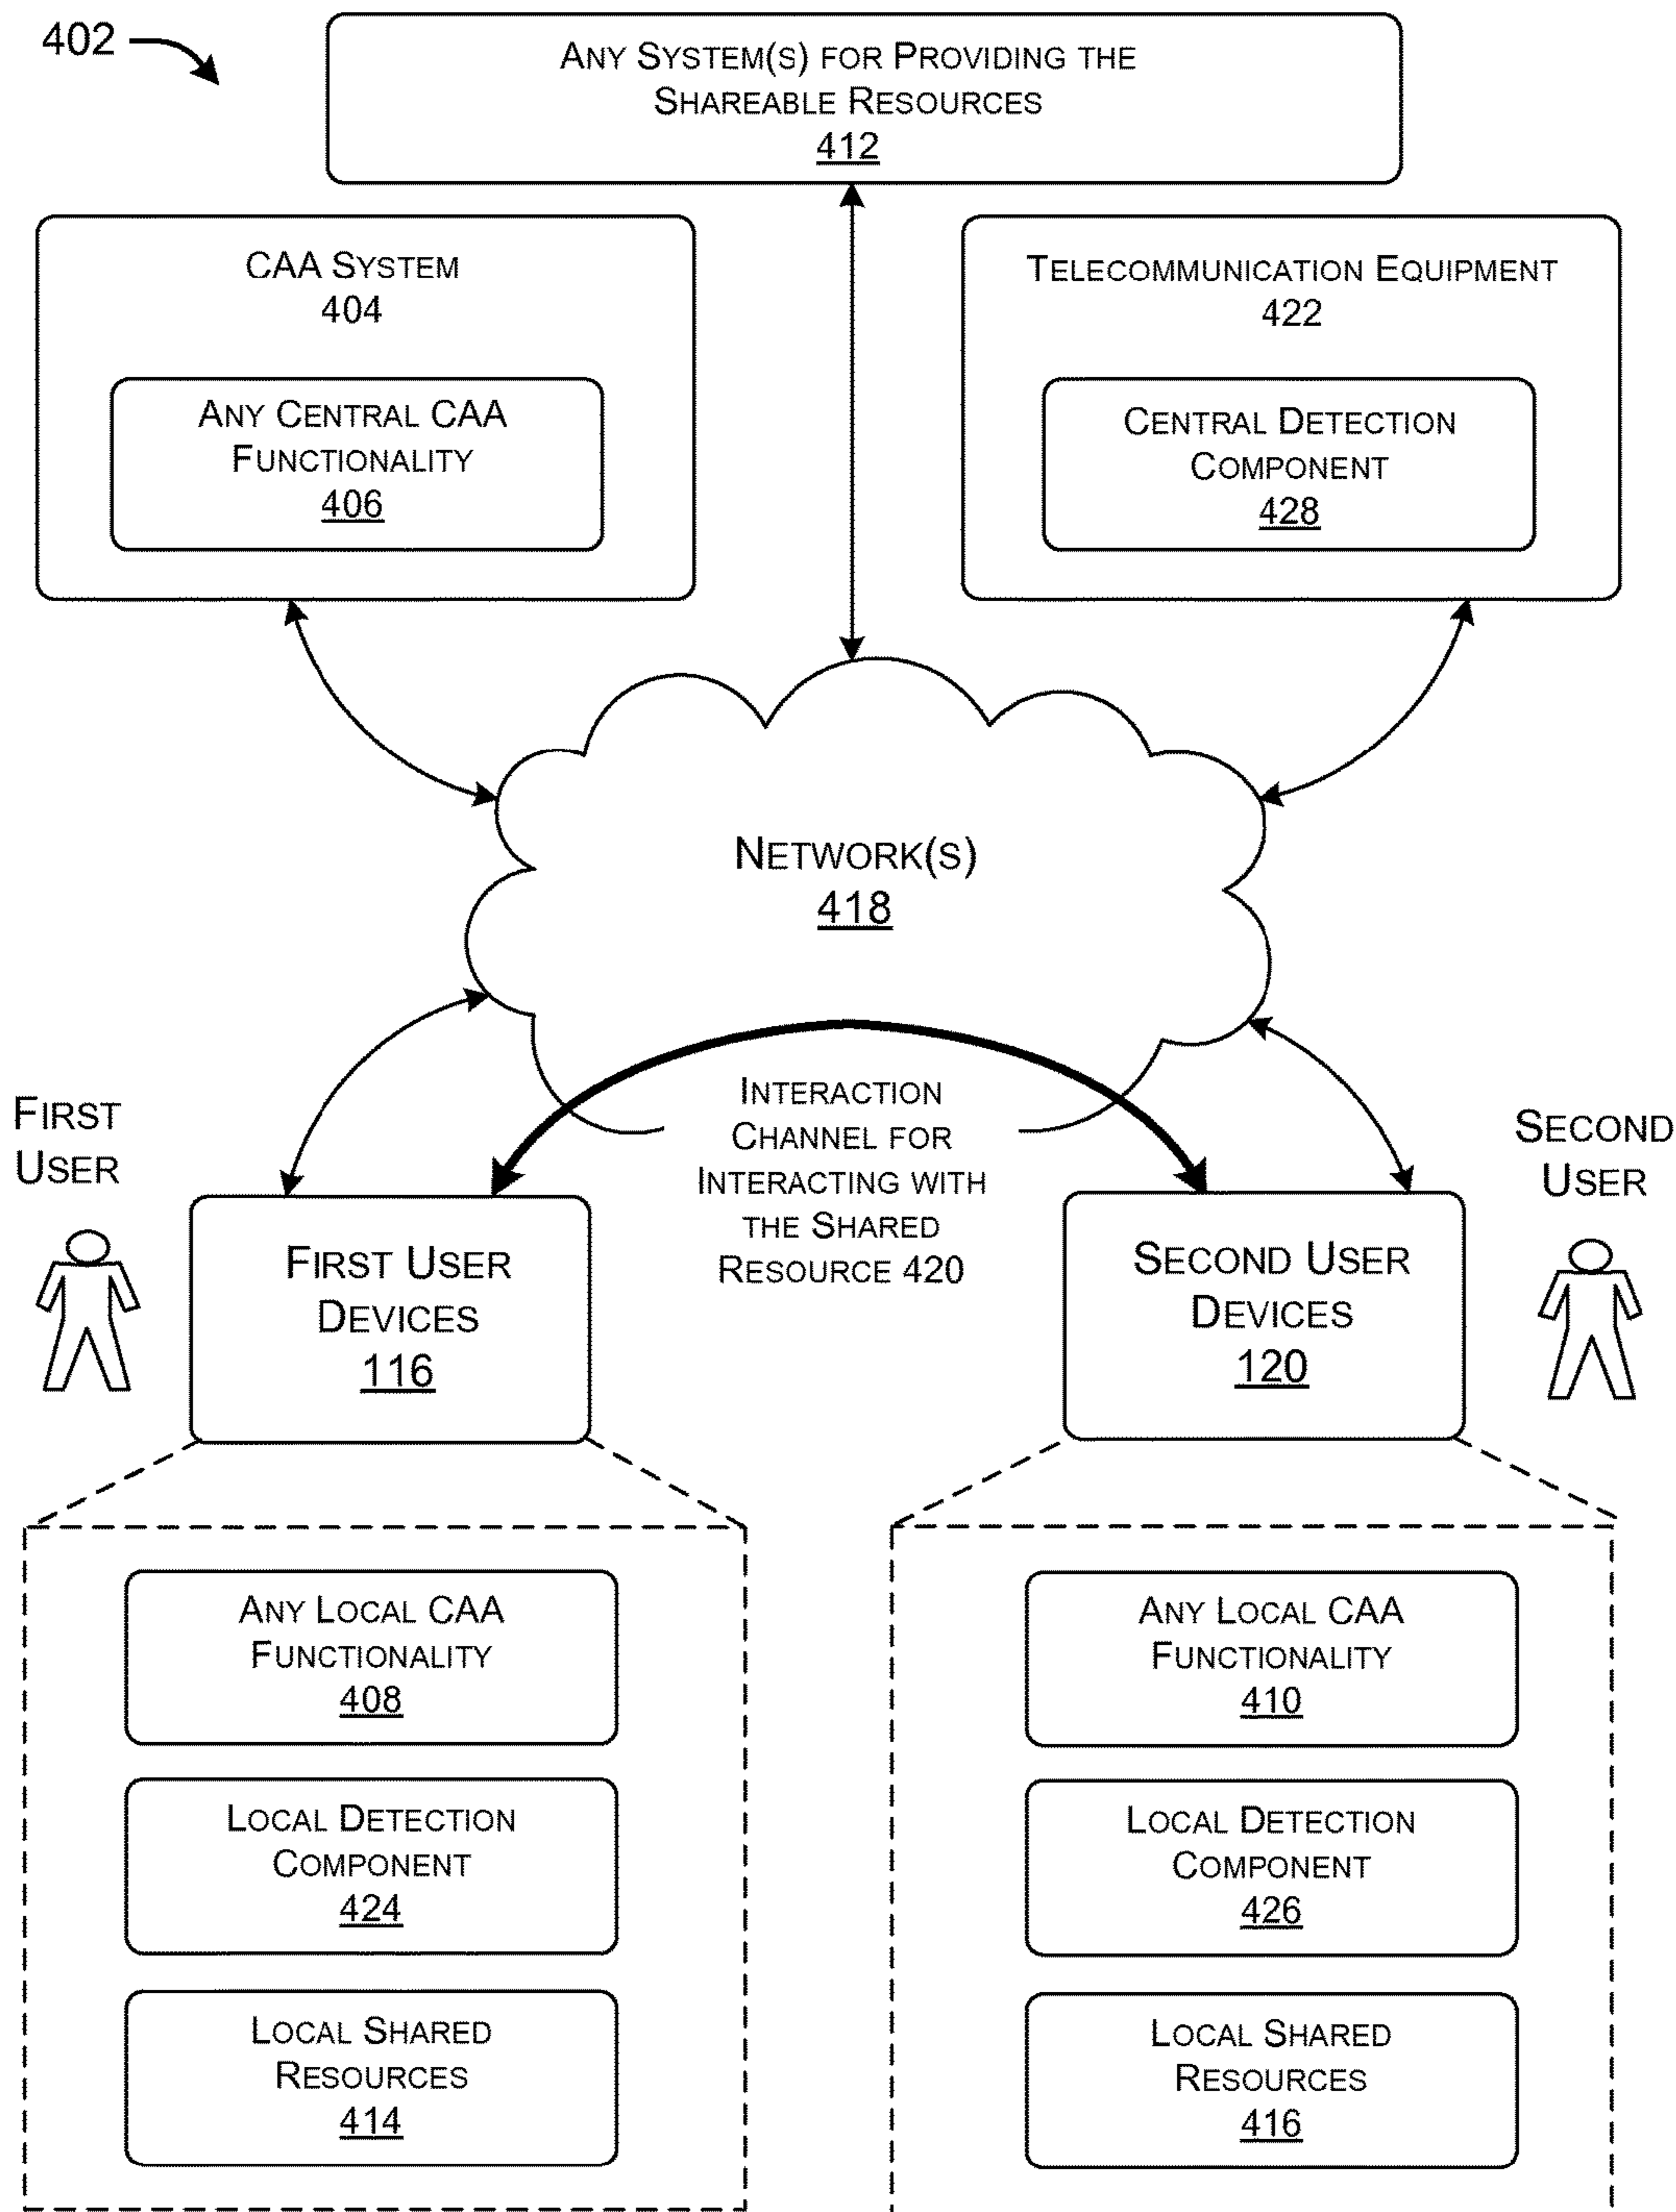 402
ANY SYSTEM(S) FOR PROVIDING THE
SHAREABLE RESOURCES
412
CAA SYSTEM
404
ANY CENTRAL CAA
FUNCTIONALITY
406
TELECOMMUNICATION EQUIPMENT
422
CENTRAL DETECTION
COMPONENT
428
NETWORK(S)
418
INTERACTION
CHANNEL FOR
INTERACTING WITH
THE SHARED
RESOURCE 420
FIRST
USER
FIRST USER
DEVICES
116
SECOND
USER
SECOND USER
DEVICES
120
ANY LOCAL CAA
FUNCTIONALITY
408
LOCAL DETECTION
COMPONENT
424
LOCAL SHARED
RESOURCES
414
ANY LOCAL CAA
FUNCTIONALITY
410
LOCAL DETECTION
COMPONENT
426
LOCAL SHARED
RESOURCES
416